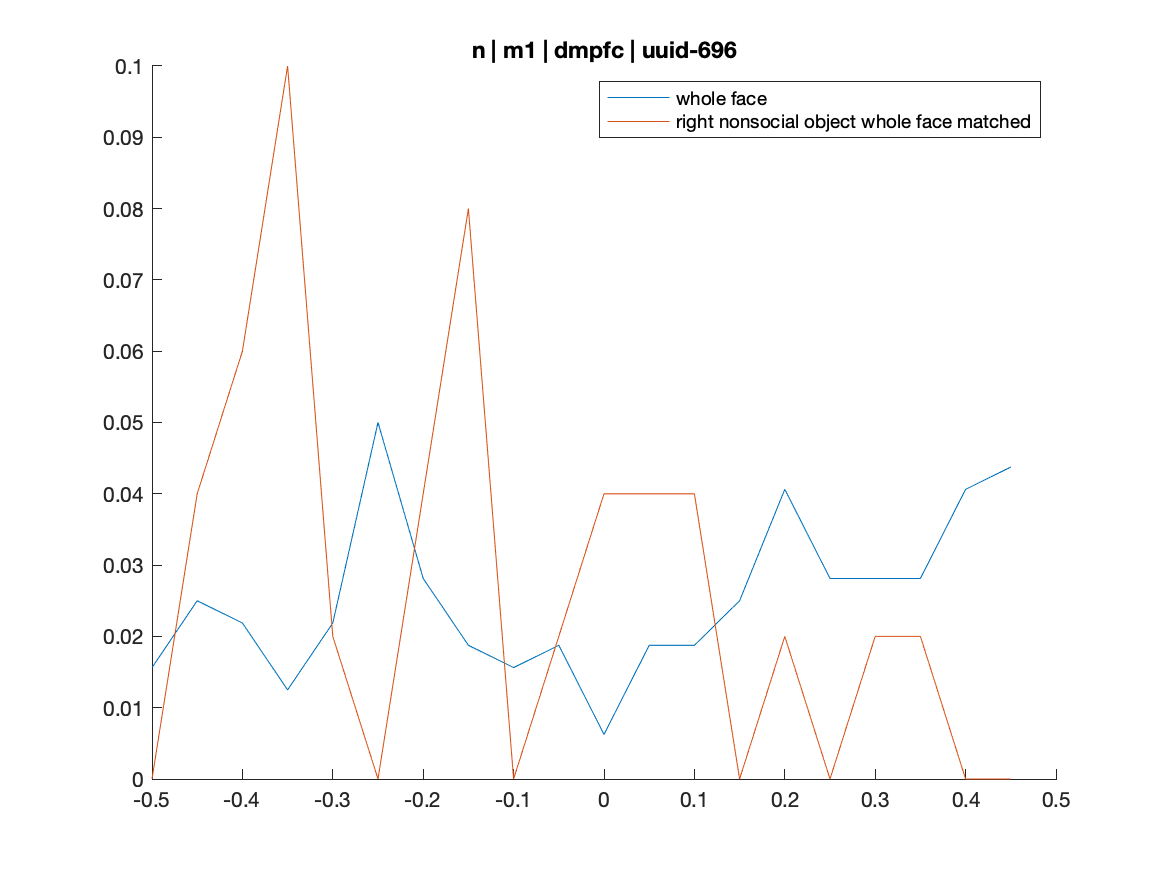 n | m1 | dmpfc | uuid-696
whole face
right nonsocial object whole face matched
0.1
0.09
0.08
0.07
0.06
0.05
0.04
0.03
0.02
0.01
0
-0.5 -0.4 -0.3 -0.2 -0.1 0 0.1 0.2 0.3 0.4 0.5